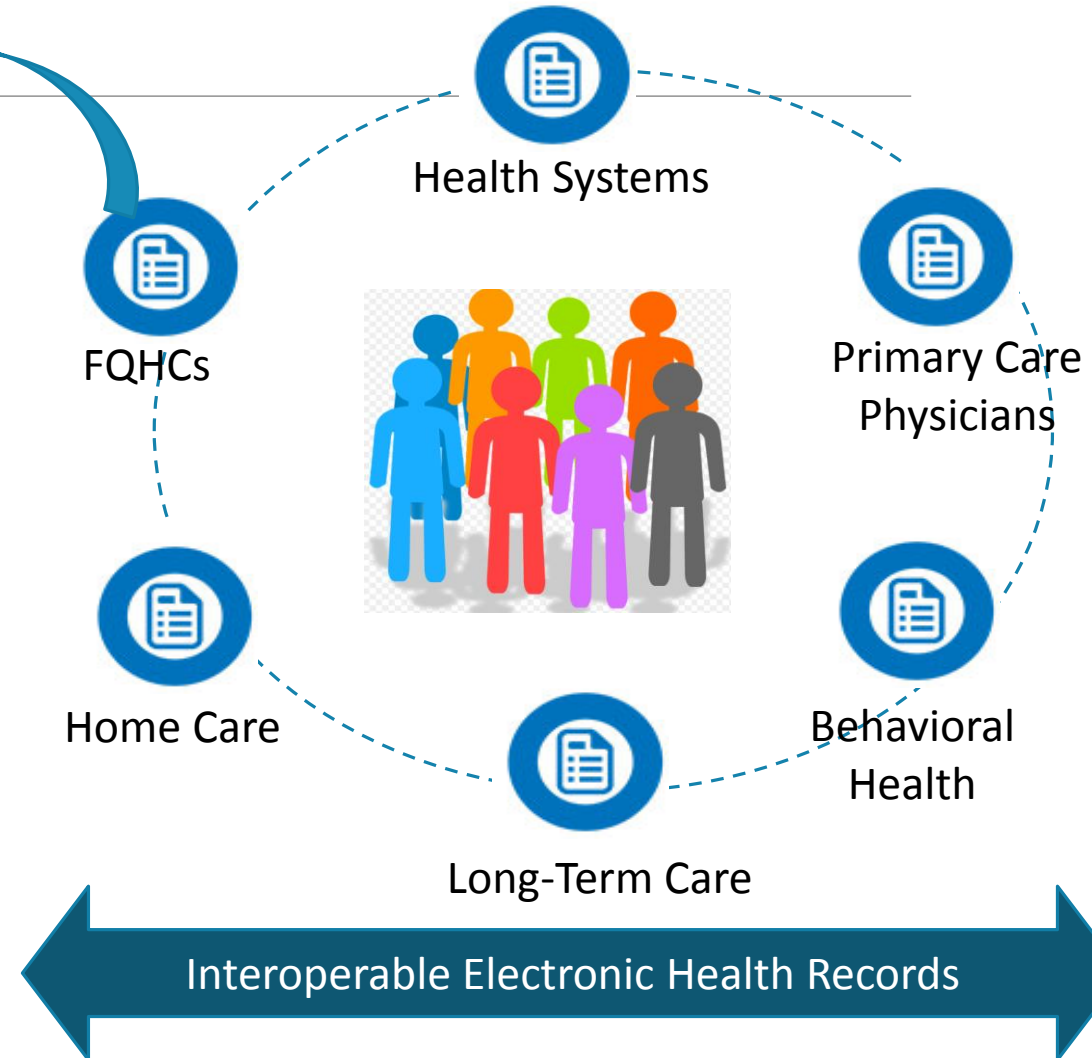 Health Systems
FQHCs
Primary Care
Physicians
Home Care
Behavioral
Health
Long-Term Care
Interoperable Electronic Health Records